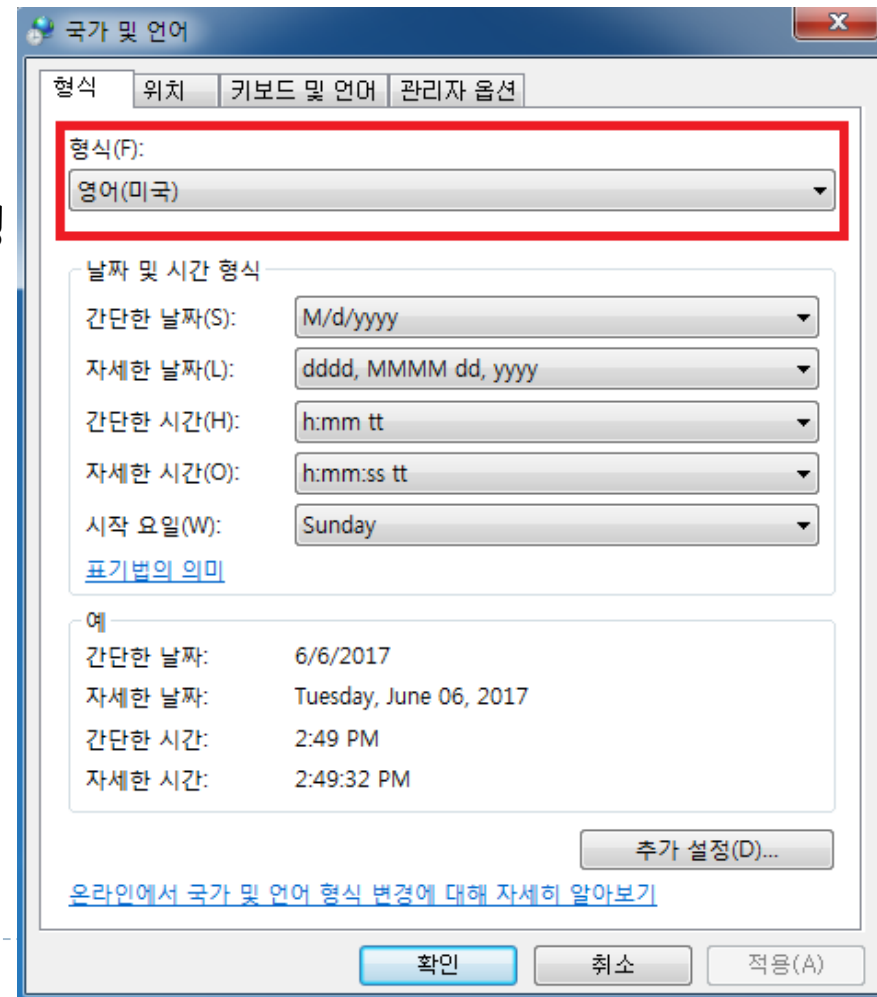 국가 및 언어
형식 위치 키보드 및 언어 관리자 옵션
형식(F):
영어(미국)
날짜 및 시간 형식
간단한 날짜(S): M/d/yyyy
자세한 날짜(L): dddd, MMMM dd, yyyy
간단한 시간(H): h:mm tt
자세한 시간(O): h:mm:ss tt
시작 요일(W): Sunday
표기법의 의미
예
간단한 날짜: 6/6/2017
자세한 날짜: Tuesday, June 06, 2017
간단한 시간: 2:49 PM
자세한 시간: 2:49:32 PM
추가 설정(D)...
온라인에서 국가 및 언어 형식 변경에 대해 자세히 알아보기
확인 취소 적용(A)